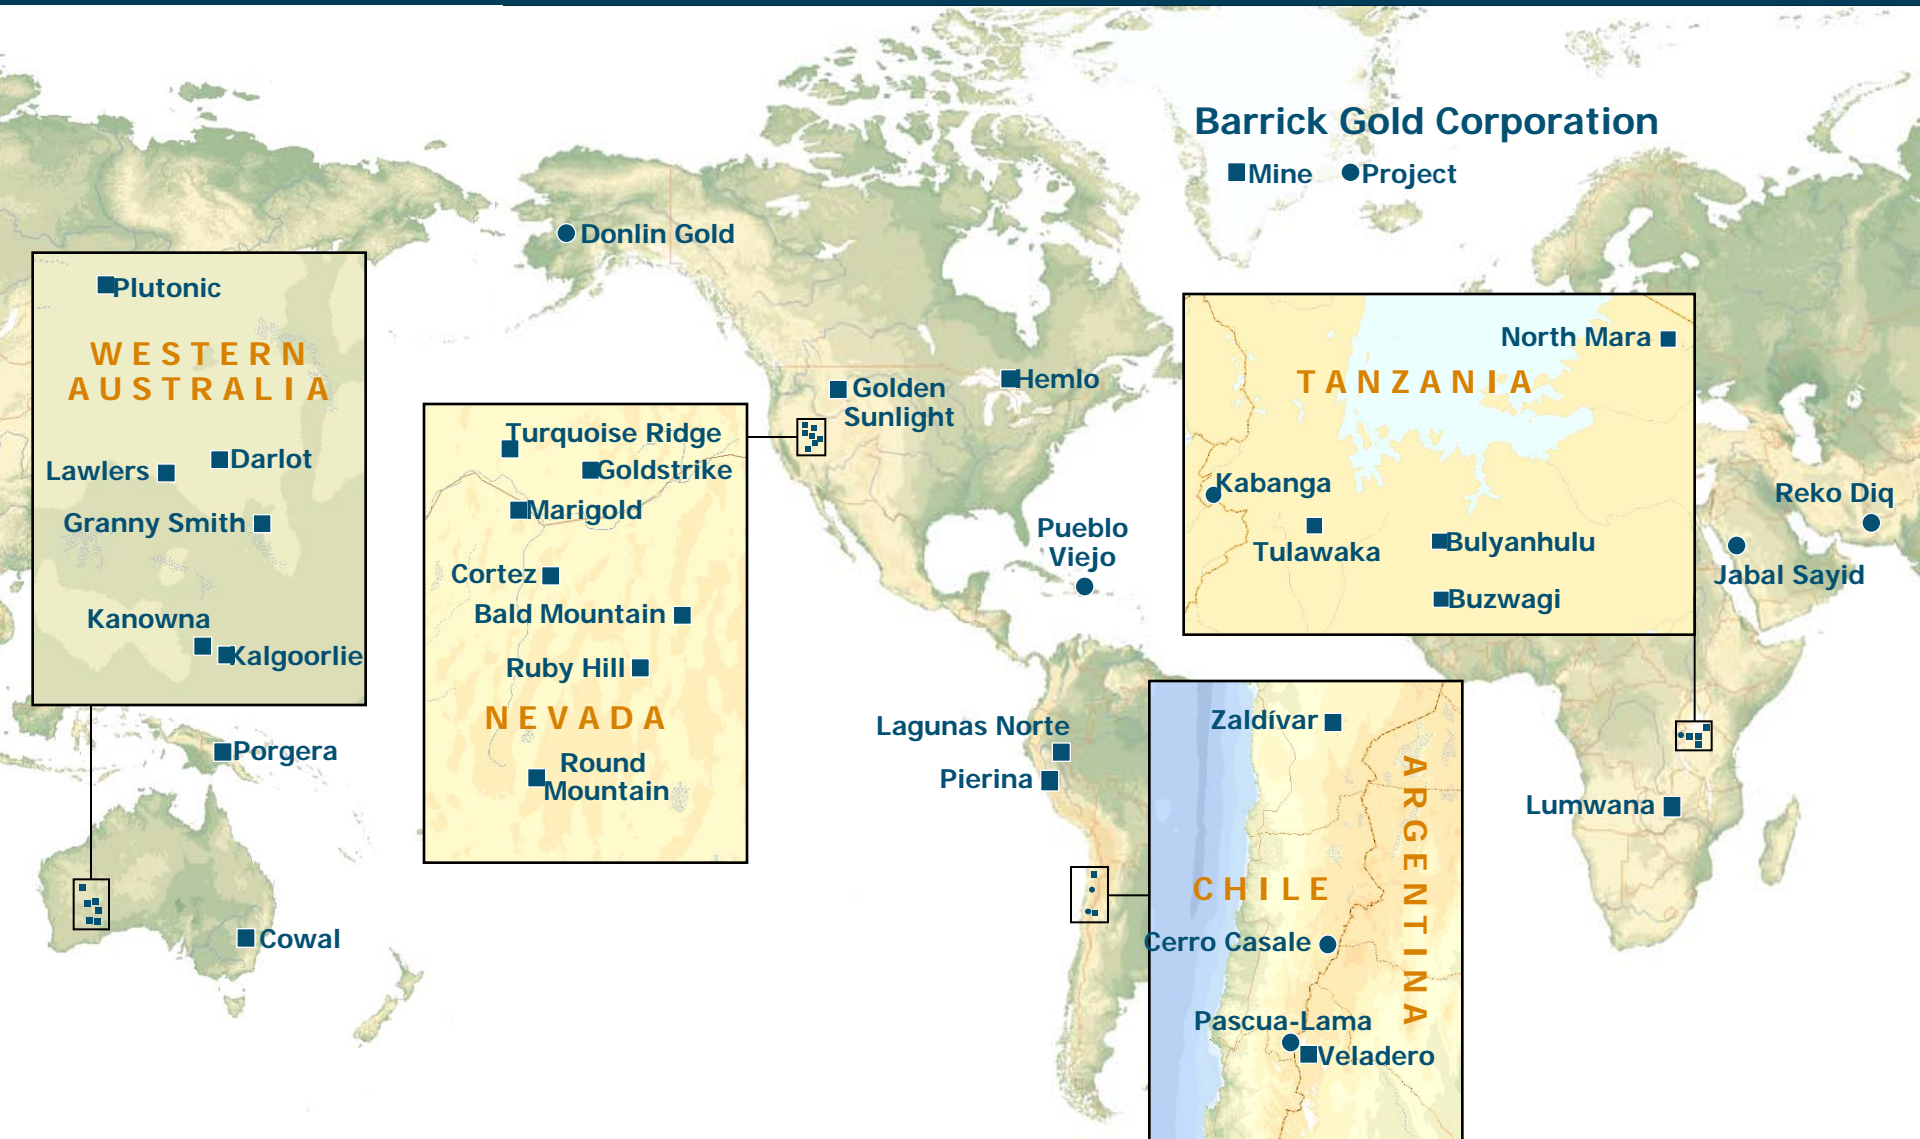 Barrick Gold Corporation
Mine Project
Donlin Gold
Plutonic
WESTERN
AUSTRALIA
Lawlers
Darlot
Granny Smith
Kanowna
Kalgoorlie
Porgera
Cowal
Turquoise Ridge
Goldstrike
Marigold
Cortez
Bald Mountain
Ruby Hill
NEVADA
Round
Mountain
Golden
Sunlight
Hemlo
Pueblo
Viejo
Lagunas Norte
Pierina
North Mara
TANZANIA
Kabanga
Tulawaka
Bulyanhulu
Buzwagi
Reko Diq
Jabal Sayid
Lumwana
Zaldívar
ARGENTINA
CHILE
Cerro Casale
Pascua-Lama
Veladero